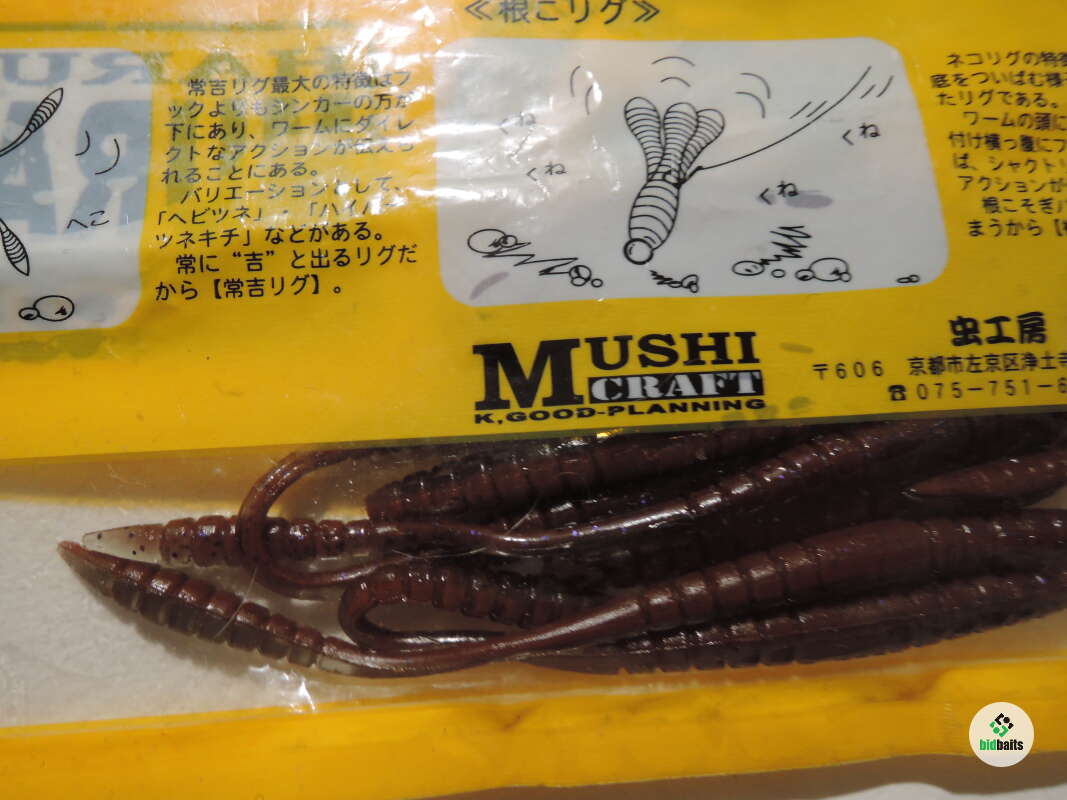 ≪根こリグ≫
常吉リグ最大の特徴はフ
ックよりもシンカーの方が
下にあり、ワームにダイレ
クトなアクションが伝えら
れることにある。
バリエーションとして、
「ヘビツネ」・「ハイパー
ツネキチ」などがある。
常に“吉”と出るリグだ
から【常吉リグ】。
へこ
くね
くね
くね
くね
ネコリグの特徴
底をついばむ様
たリグである。
ワームの頭に
付け横っ腹にフ
ば、シャクトリ
アクションが
根こそぎバ
まうから【
MUSHI
CRAFT
K,GOOD-PLANNING
虫工房
〒606 京都市左京区浄土寺
☎075-751-6
bidbaits